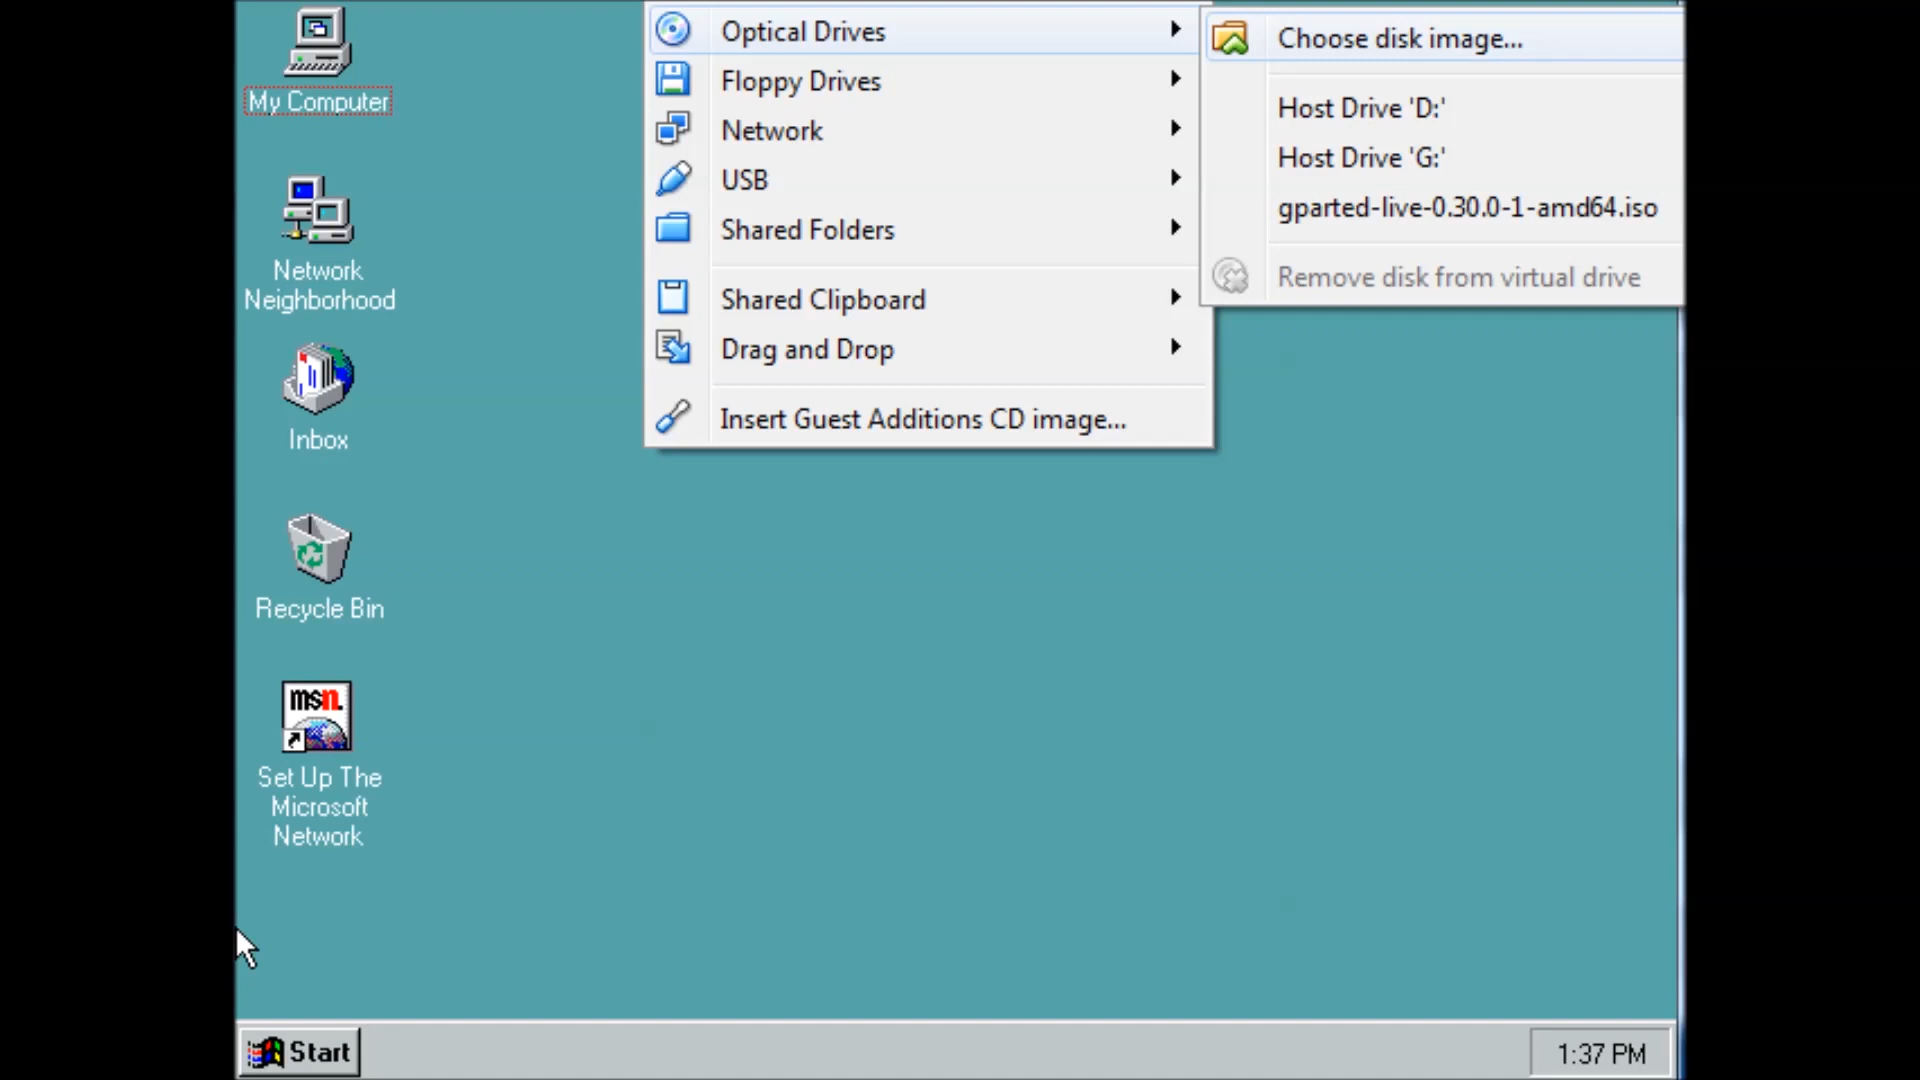 My Computer
Network
Neighborhood
Inbox
Recycle Bin
msn.
Set Up The
Microsoft
Network
Optical Drives
Floppy Drives
Network
USB
Shared Folders
Shared Clipboard
Drag and Drop
Insert Guest Additions CD image...
Choose disk image...
Host Drive 'D:'
Host Drive 'G:'
gparted-live-0.30.0-1-amd64.iso
Remove disk from virtual drive
Start
1:37 PM